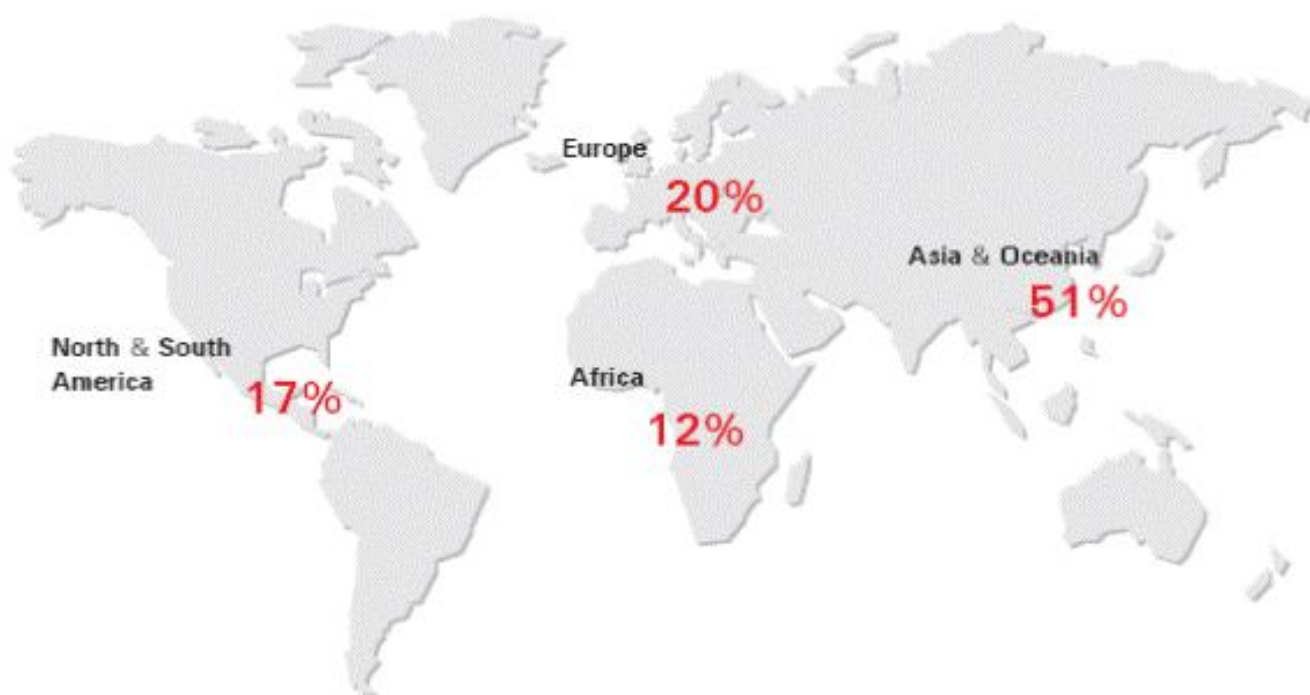 Europe
20%
Asia & Oceania
51%
North & South
America
17%
Africa
12%